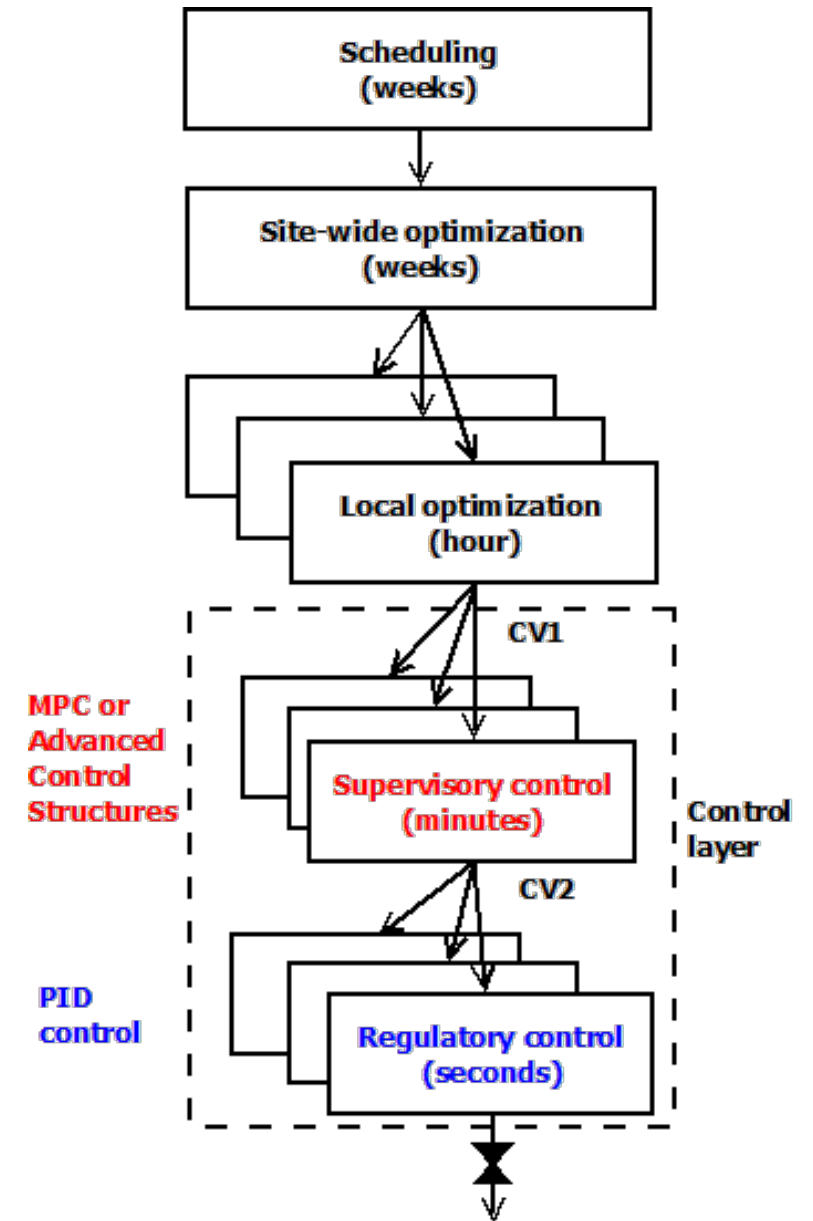 Scheduling
(weeks)
Site-wide optimization
(weeks)
Local optimization
(hour)
CV1
MPC or
Advanced
Control
Structures
Supervisory control
(minutes)
Control
layer
CV2
PID
control
Regulatory control
(seconds)